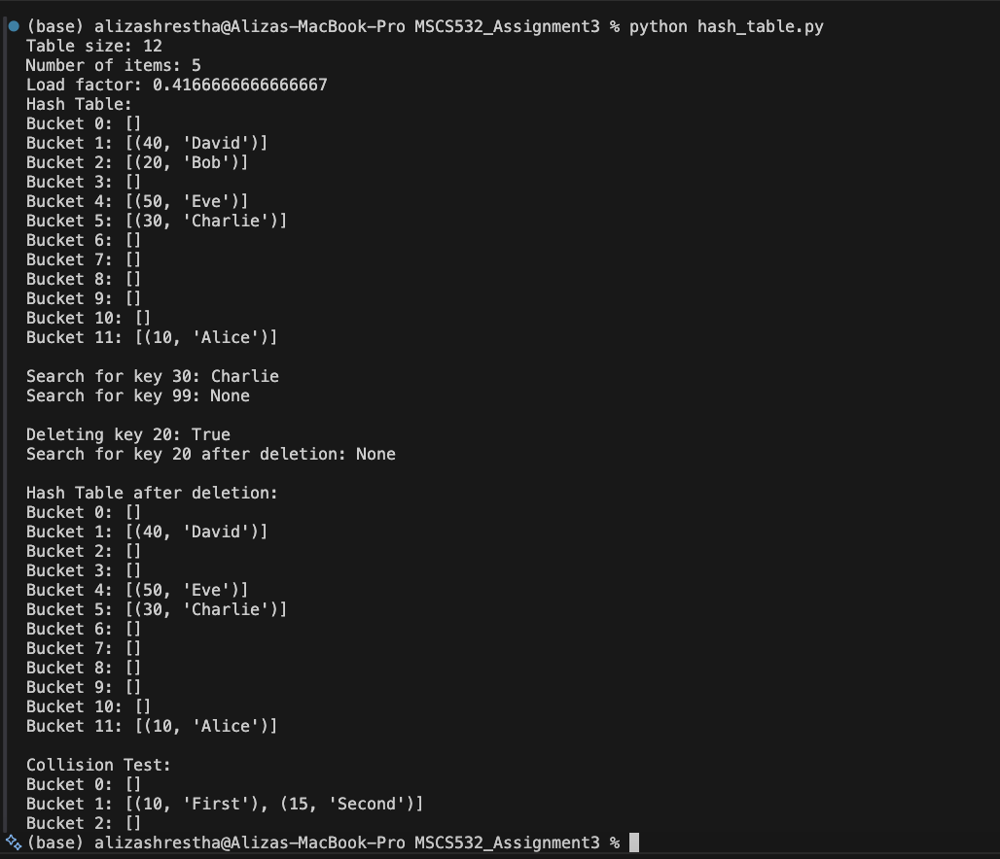 (base) alizashrestha@Alizas-MacBook-Pro MSCS532_Assignment3 % python hash_table.py
Table size: 12
Number of items: 5
Load factor: 0.4166666666666667
Hash Table:
Bucket 0: []
Bucket 1: [(40, 'David')]
Bucket 2: [(20, 'Bob')]
Bucket 3: []
Bucket 4: [(50, 'Eve')]
Bucket 5: [(30, 'Charlie')]
Bucket 6: []
Bucket 7: []
Bucket 8: []
Bucket 9: []
Bucket 10: []
Bucket 11: [(10, 'Alice')]
Search for key 30: Charlie
Search for key 99: None
Deleting key 20: True
Search for key 20 after deletion: None
Hash Table after deletion:
Bucket 0: []
Bucket 1: [(40, 'David')]
Bucket 2: []
Bucket 3: []
Bucket 4: [(50, 'Eve')]
Bucket 5: [(30, 'Charlie')]
Bucket 6: []
Bucket 7: []
Bucket 8: []
Bucket 9: []
Bucket 10: []
Bucket 11: [(10, 'Alice')]
Collision Test:
Bucket 0: []
Bucket 1: [(10, 'First'), (15, 'Second')]
Bucket 2: []
(base) alizashrestha@Alizas-MacBook-Pro MSCS532_Assignment3 %